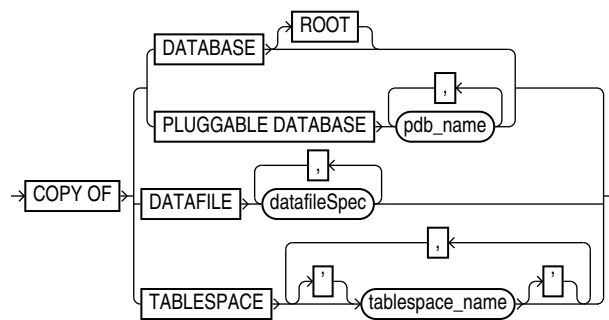 ROOT
DATABASE
,
PLUGGABLE DATABASE pdb_name
,
COPY OF DATAFILE datafileSpec
,
' '
TABLESPACE tablespace_name